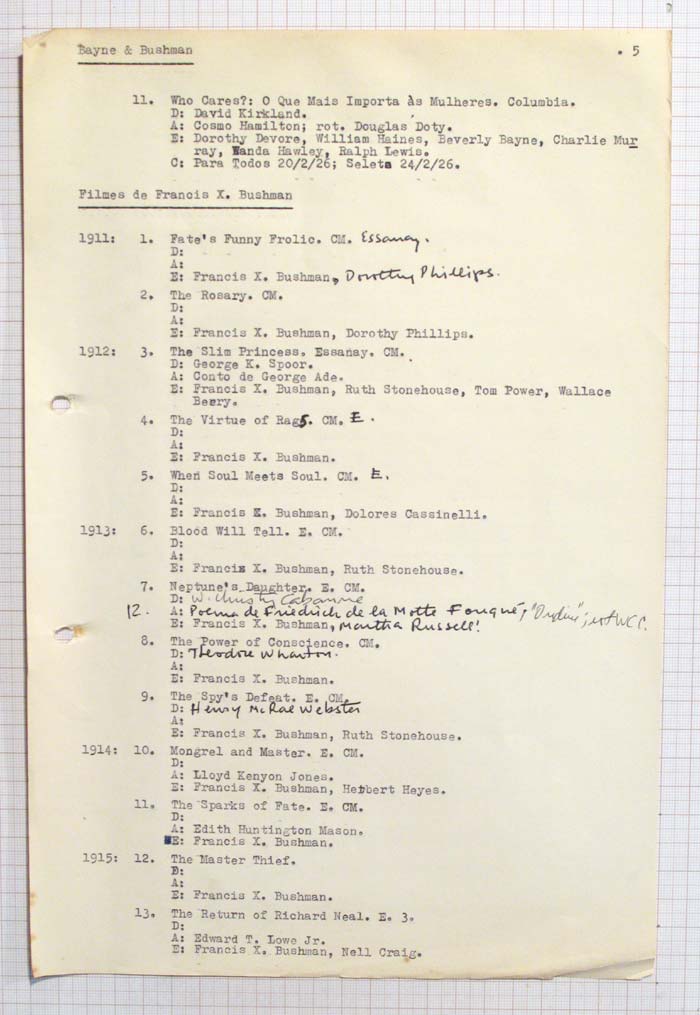 Bayne & Bushman . 5
11. Who Cares?: O Que Mais Importa às Mulheres. Columbia.
D: David Kirkland.
A: Cosmo Hamilton; rot. Douglas Doty.
E: Dorothy Devore, William Haines, Beverly Bayne, Charlie Mur
ray, Wanda Hawley, Ralph Lewis.
C: Para Todos 20/2/26; Seleta 24/2/26.
Filmes de Francis X. Bushman
1911: 1. Fate's Funny Frolic. CM. Essanay.
D:
A:
E: Francis X. Bushman, Dorothy Phillips.
2. The Rosary. CM.
D:
A:
E: Francis X. Bushman, Dorothy Phillips.
1912: 3. The Slim Princess. Essanay. CM.
D: George K. Spoor.
A: Conto de George Ade.
E: Francis X. Bushman, Ruth Stonehouse, Tom Power, Wallace
Beery.
4. The Virtue of Rags. CM. E.
D:
A:
E: Francis X. Bushman.
5. When Soul Meets Soul. CM. E.
D:
A:
E: Francis X. Bushman, Dolores Cassinelli.
1913: 6. Blood Will Tell. E. CM.
D:
A:
E: Francis X. Bushman, Ruth Stonehouse.
7. Neptune's Daughter. E. CM.
D: W. Christy Cabanne
12. A: Poema de Friedrich de la Motte Fouqué, "Ondine"; rot WCC.
E: Francis X. Bushman, Martha Russell!
8. The Power of Conscience. CM.
D: Theodore Wharton.
A:
E: Francis X. Bushman.
9. The Spy's Defeat. E. CM.
D: Henry McRae Webster
A:
E: Francis X. Bushman, Ruth Stonehouse.
1914: 10. Mongrel and Master. E. CM.
D:
A: Lloyd Kenyon Jones.
E: Francis X. Bushman, Herbert Heyes.
11. The Sparks of Fate. E. CM.
D:
A: Edith Huntington Mason.
E: Francis X. Bushman.
1915: 12. The Master Thief.
D:
A:
E: Francis X. Bushman.
13. The Return of Richard Neal. E. 3.
D:
A: Edward T. Lowe Jr.
E: Francis X. Bushman, Nell Craig.